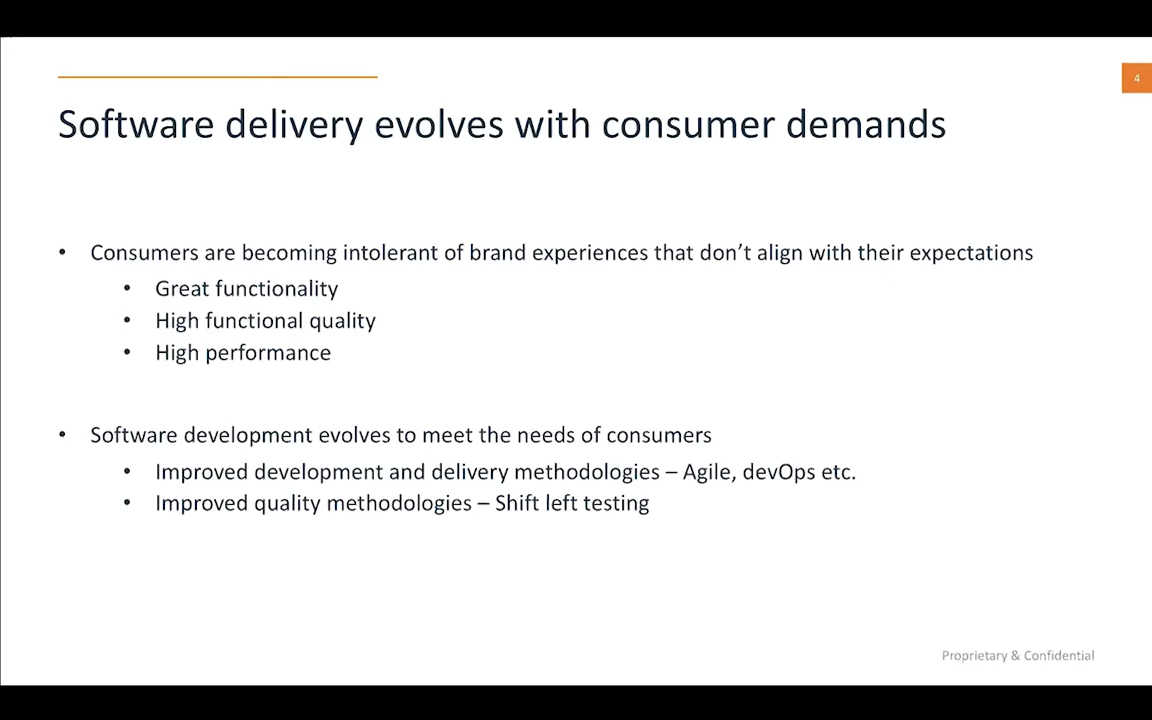 4
Software delivery evolves with consumer demands
• Consumers are becoming intolerant of brand experiences that don’t align with their expectations
• Great functionality
• High functional quality
• High performance
• Software development evolves to meet the needs of consumers
• Improved development and delivery methodologies – Agile, devOps etc.
• Improved quality methodologies – Shift left testing
Proprietary & Confidential